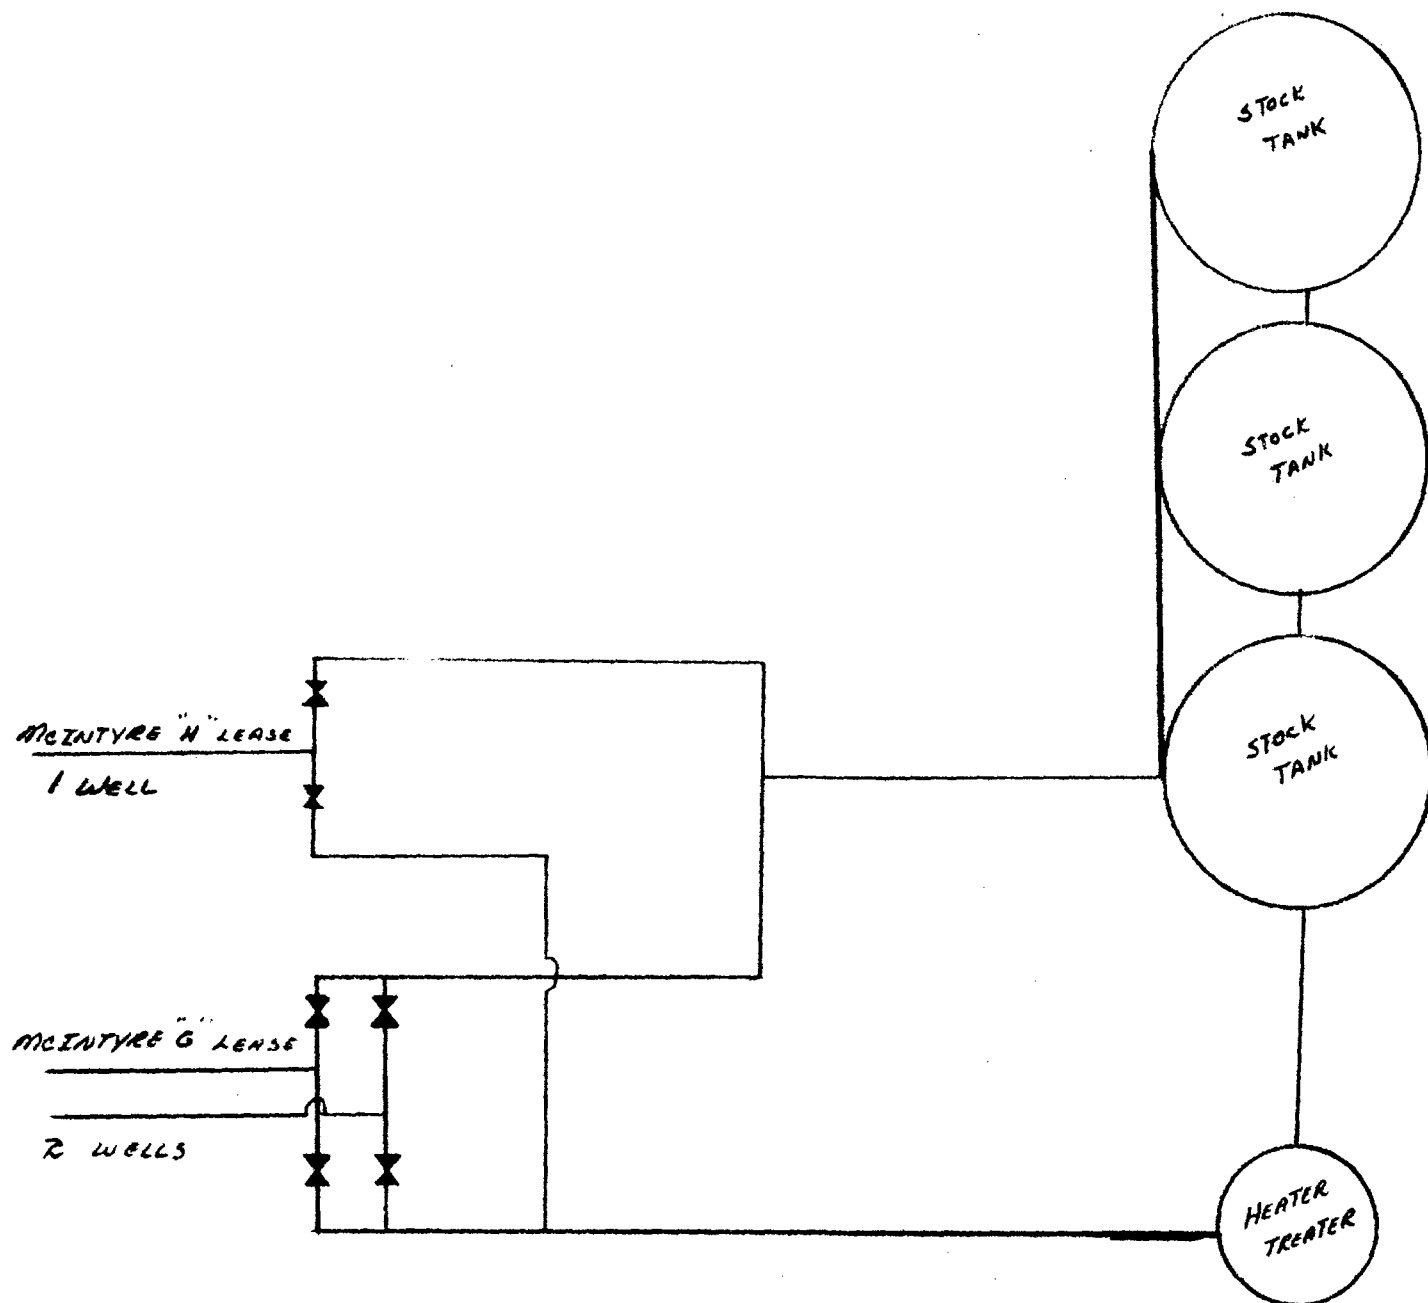 STOCK
TANK
STOCK
TANK
STOCK
TANK
McINTYRE "H" LEASE
1 WELL
McINTYRE "G" LEASE
2 WELLS
HEATER
TREATER